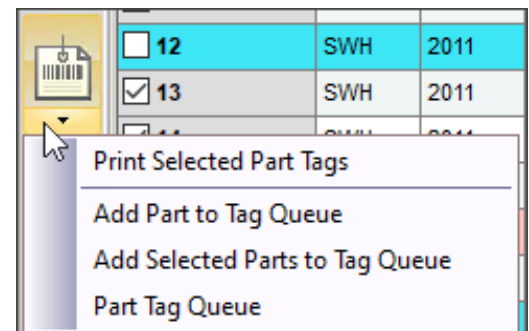 12 SWH 2011
13 SWH 2011
Print Selected Part Tags
Add Part to Tag Queue
Add Selected Parts to Tag Queue
Part Tag Queue